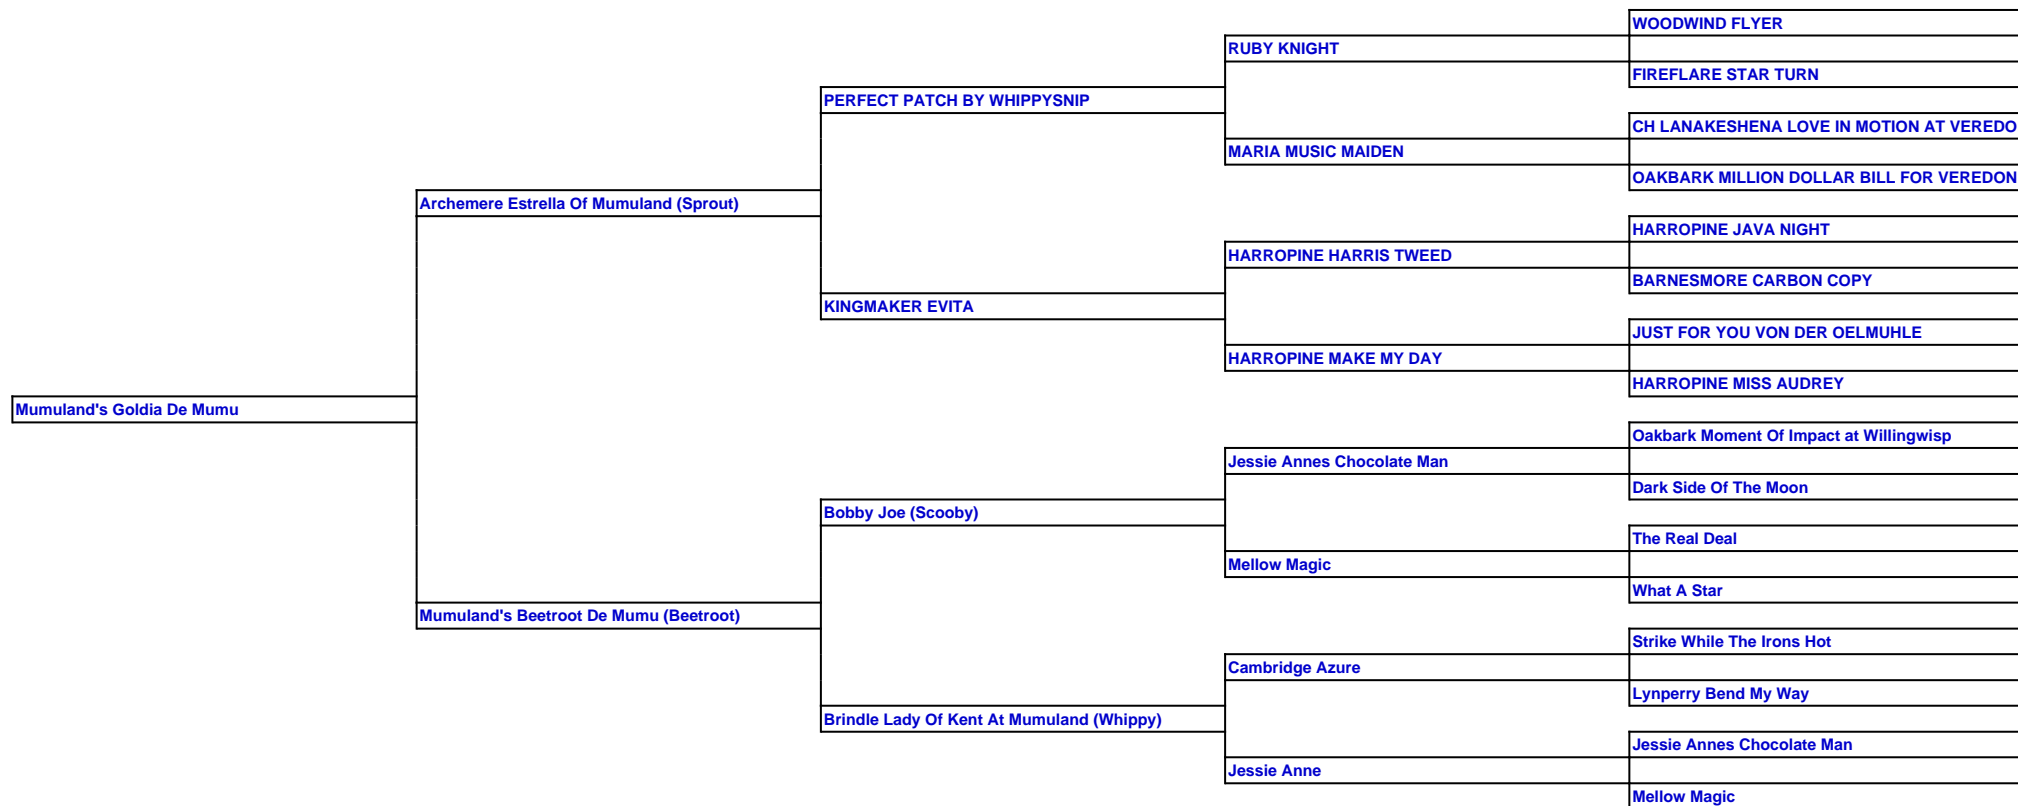 WOODWIND FLYER
RUBY KNIGHT
FIREFLARE STAR TURN
PERFECT PATCH BY WHIPPYSNIP
CH LANAKESHENA LOVE IN MOTION AT VEREDO
MARIA MUSIC MAIDEN
OAKBARK MILLION DOLLAR BILL FOR VEREDON
Archemere Estrella Of Mumuland (Sprout)
HARROPINE JAVA NIGHT
HARROPINE HARRIS TWEED
BARNESMORE CARBON COPY
KINGMAKER EVITA
JUST FOR YOU VON DER OELMUHLE
HARROPINE MAKE MY DAY
HARROPINE MISS AUDREY
Mumuland's Goldia De Mumu
Oakbark Moment Of Impact at Willingwisp
Jessie Annes Chocolate Man
Dark Side Of The Moon
Bobby Joe (Scooby)
The Real Deal
Mellow Magic
What A Star
Mumuland's Beetroot De Mumu (Beetroot)
Strike While The Irons Hot
Cambridge Azure
Lynperry Bend My Way
Brindle Lady Of Kent At Mumuland (Whippy)
Jessie Annes Chocolate Man
Jessie Anne
Mellow Magic